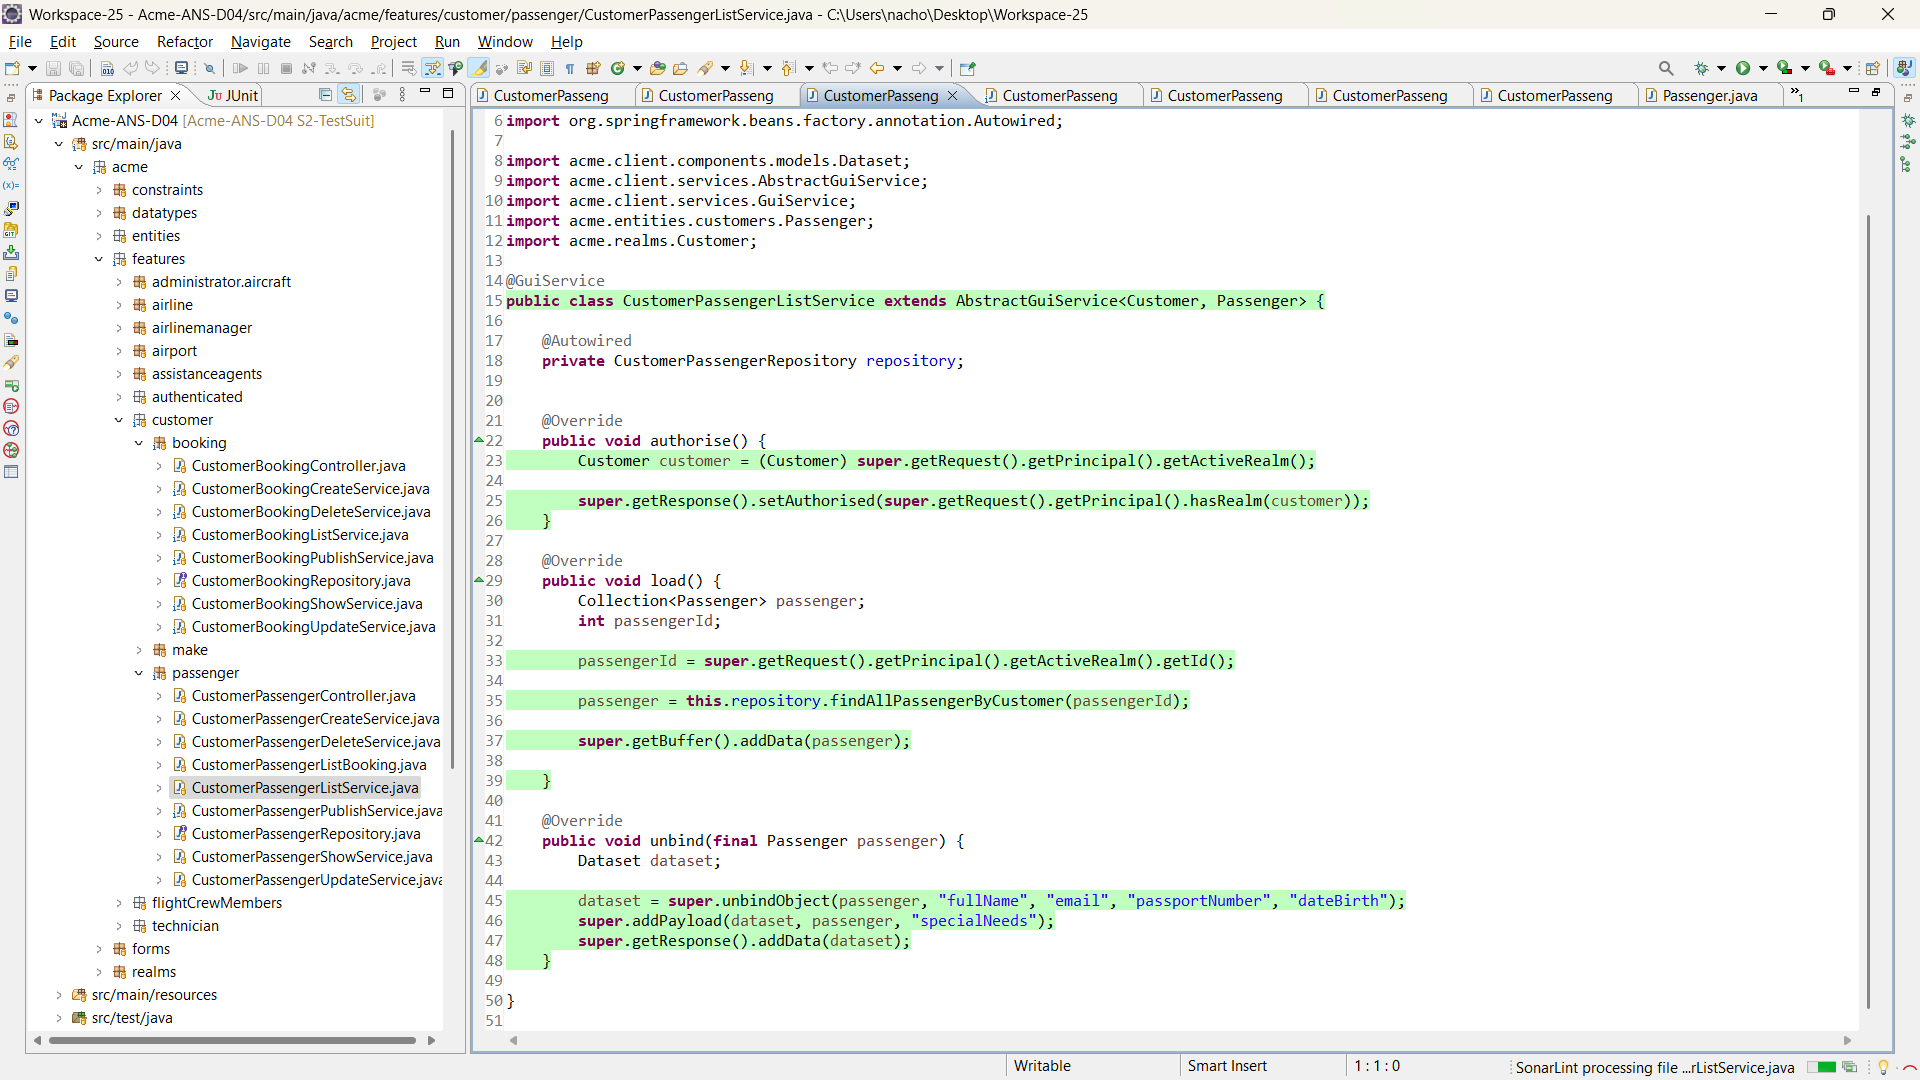 Workspace-25 - Acme-ANS-D04/src/main/java/acme/features/customer/passenger/CustomerPassengerListService.java - C:\Users\nacho\Desktop\Workspace-25
File Edit Source Refactor Navigate Search Project Run Window Help
Package Explorer
JUnit
CustomerPasseng
CustomerPasseng
CustomerPasseng
CustomerPasseng
CustomerPasseng
CustomerPasseng
CustomerPasseng
Passenger.java
»1
Acme-ANS-D04 [Acme-ANS-D04 S2-TestSuit]
src/main/java
acme
constraints
datatypes
entities
features
administrator.aircraft
airline
airlinemanager
airport
assistanceagents
authenticated
customer
booking
CustomerBookingController.java
CustomerBookingCreateService.java
CustomerBookingDeleteService.java
CustomerBookingListService.java
CustomerBookingPublishService.java
CustomerBookingRepository.java
CustomerBookingShowService.java
CustomerBookingUpdateService.java
make
passenger
CustomerPassengerController.java
CustomerPassengerCreateService.java
CustomerPassengerDeleteService.java
CustomerPassengerListBooking.java
CustomerPassengerListService.java
CustomerPassengerPublishService.java
CustomerPassengerRepository.java
CustomerPassengerShowService.java
CustomerPassengerUpdateService.java
flightCrewMembers
technician
forms
realms
src/main/resources
src/test/java
6 import org.springframework.beans.factory.annotation.Autowired;
7
8 import acme.client.components.models.Dataset;
9 import acme.client.services.AbstractGuiService;
10 import acme.client.services.GuiService;
11 import acme.entities.customers.Passenger;
12 import acme.realms.Customer;
13
14 @GuiService
15 public class CustomerPassengerListService extends AbstractGuiService<Customer, Passenger> {
16
17     @Autowired
18     private CustomerPassengerRepository repository;
19
20
21     @Override
22     public void authorise() {
23         Customer customer = (Customer) super.getRequest().getPrincipal().getActiveRealm();
24
25         super.getResponse().setAuthorised(super.getRequest().getPrincipal().hasRealm(customer));
26     }
27
28     @Override
29     public void load() {
30         Collection<Passenger> passenger;
31         int passengerId;
32
33         passengerId = super.getRequest().getPrincipal().getActiveRealm().getId();
34
35         passenger = this.repository.findAllPassengerByCustomer(passengerId);
36
37         super.getBuffer().addData(passenger);
38
39     }
40
41     @Override
42     public void unbind(final Passenger passenger) {
43         Dataset dataset;
44
45         dataset = super.unbindObject(passenger, "fullName", "email", "passportNumber", "dateBirth");
46         super.addPayload(dataset, passenger, "specialNeeds");
47         super.getResponse().addData(dataset);
48     }
49
50 }
51
Writable
Smart Insert
1 : 1 : 0
SonarLint processing file ...rListService.java